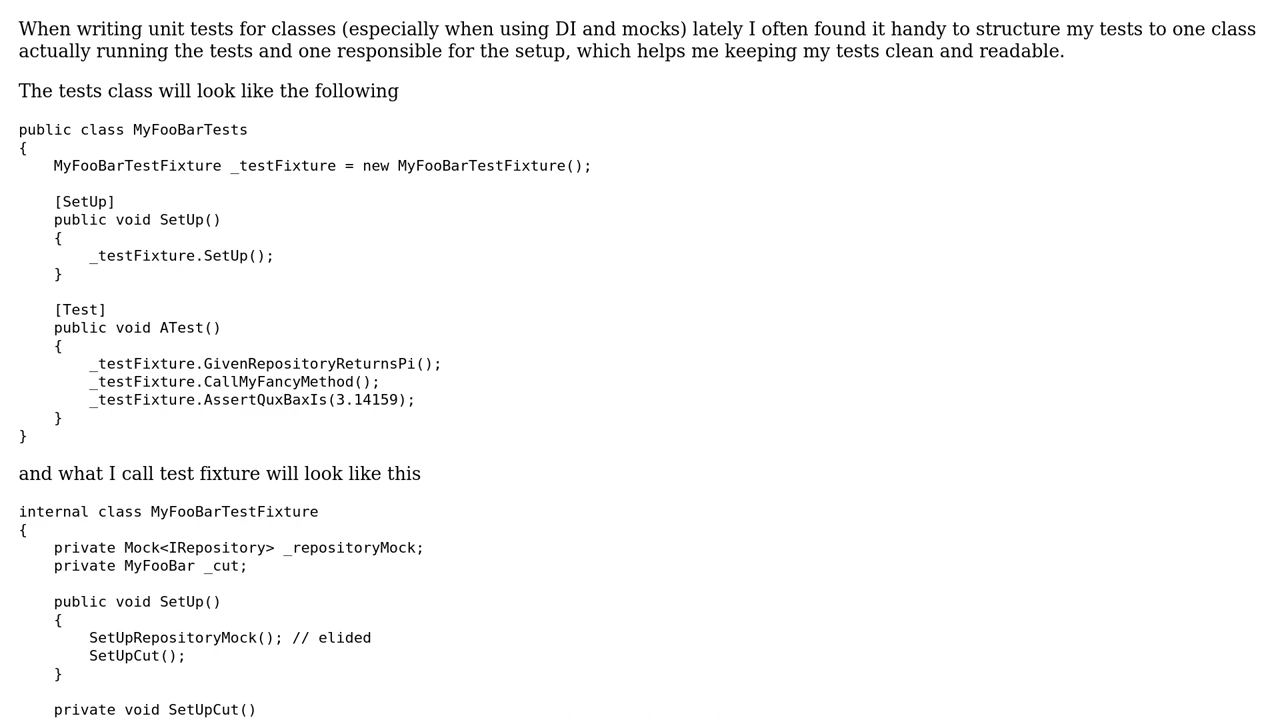 When writing unit tests for classes (especially when using DI and mocks) lately I often found it handy to structure my tests to one class
actually running the tests and one responsible for the setup, which helps me keeping my tests clean and readable.
The tests class will look like the following
public class MyFooBarTests
{
    MyFooBarTestFixture _testFixture = new MyFooBarTestFixture();
    [SetUp]
    public void SetUp()
    {
        _testFixture.SetUp();
    }
    [Test]
    public void ATest()
    {
        _testFixture.GivenRepositoryReturnsPi();
        _testFixture.CallMyFancyMethod();
        _testFixture.AssertQuxBaxIs(3.14159);
    }
}
and what I call test fixture will look like this
internal class MyFooBarTestFixture
{
    private Mock<IRepository> _repositoryMock;
    private MyFooBar _cut;
    public void SetUp()
    {
        SetUpRepositoryMock(); // elided
        SetUpCut();
    }
    private void SetUpCut()